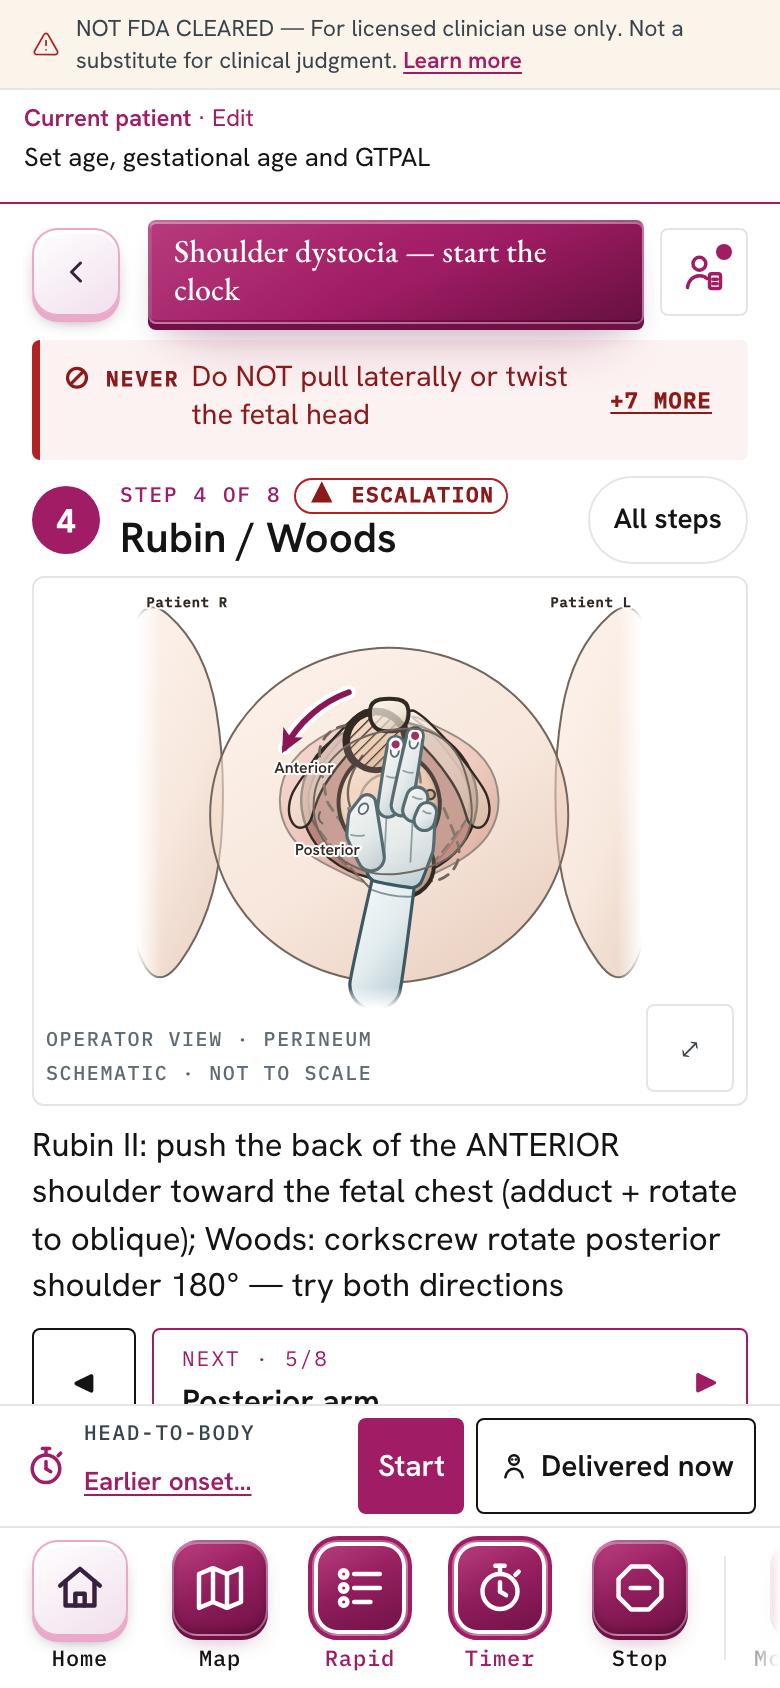 NOT FDA CLEARED — For licensed clinician use only. Not a
substitute for clinical judgment. Learn more
Current patient · Edit
Set age, gestational age and GTPAL
Shoulder dystocia — start the
clock
NEVER Do NOT pull laterally or twist
the fetal head
+7 MORE
4
STEP 4 OF 8 ESCALATION
Rubin / Woods
All steps
Patient R
Patient L
Anterior
Posterior
OPERATOR VIEW · PERINEUM
SCHEMATIC · NOT TO SCALE
Rubin II: push the back of the ANTERIOR
shoulder toward the fetal chest (adduct + rotate
to oblique); Woods: corkscrew rotate posterior
shoulder 180° — try both directions
NEXT · 5/8
Posterior arm
HEAD-TO-BODY
Earlier onset...
Start
Delivered now
Home
Map
Rapid
Timer
Stop